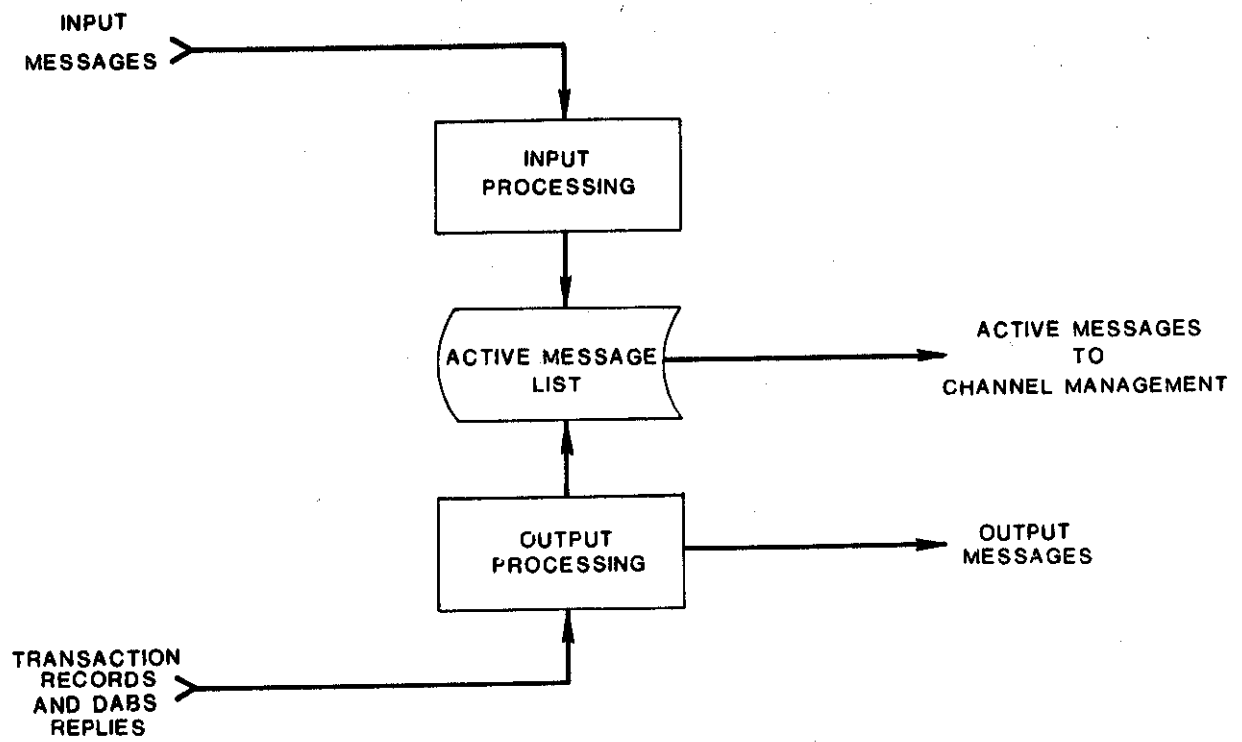 INPUT
MESSAGES
INPUT
PROCESSING
ACTIVE MESSAGE
LIST
ACTIVE MESSAGES
TO
CHANNEL MANAGEMENT
OUTPUT
PROCESSING
OUTPUT
MESSAGES
TRANSACTION
RECORDS
AND DABS
REPLIES